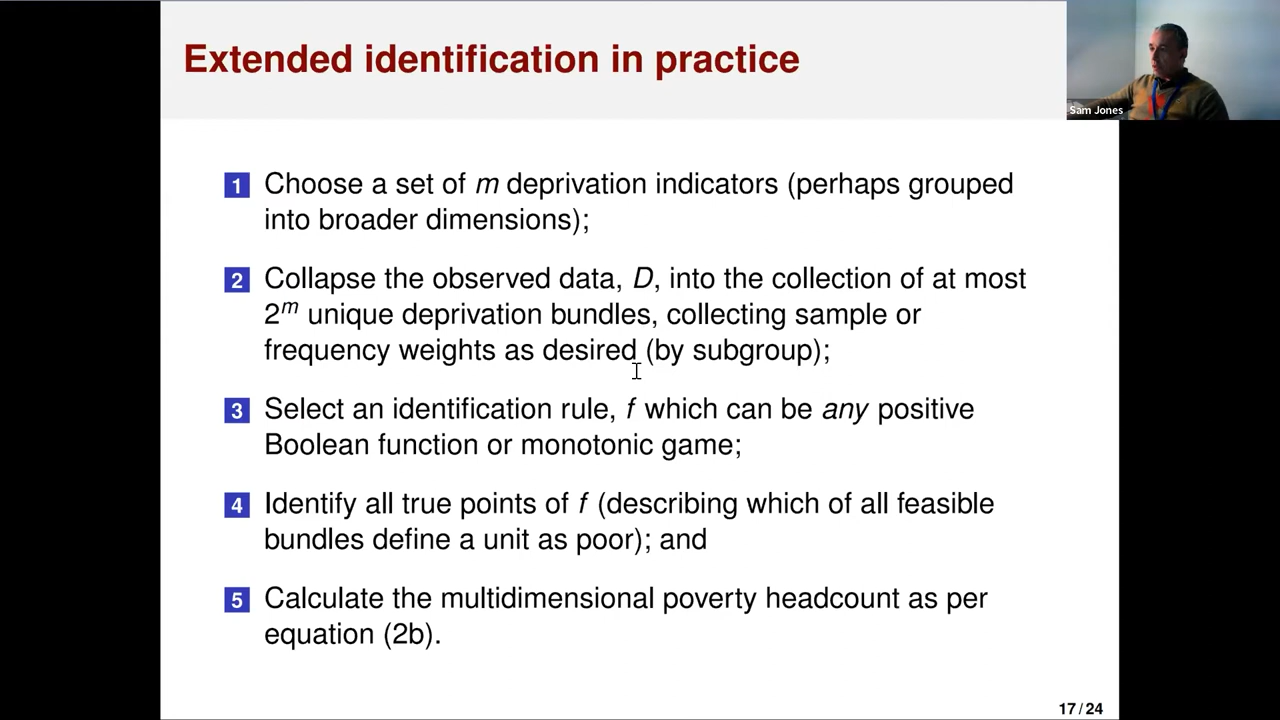 Extended identification in practice
Sam Jones
1 Choose a set of m deprivation indicators (perhaps grouped
into broader dimensions);
2 Collapse the observed data, D, into the collection of at most
2^m unique deprivation bundles, collecting sample or
frequency weights as desired (by subgroup);
3 Select an identification rule, f which can be any positive
Boolean function or monotonic game;
4 Identify all true points of f (describing which of all feasible
bundles define a unit as poor); and
5 Calculate the multidimensional poverty headcount as per
equation (2b).
17 / 24